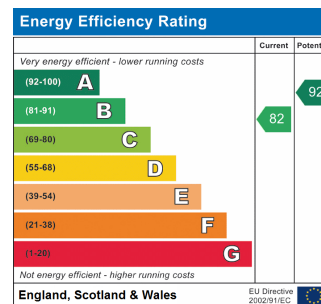 Energy Efficiency Rating
Current Potent
Very energy efficient - lower running costs
(92-100) A
92
(81-91) B
82
(69-80) C
(55-68) D
(39-54) E
(21-38) F
(1-20) G
Not energy efficient - higher running costs
England, Scotland & Wales
EU Directive
2002/91/EC